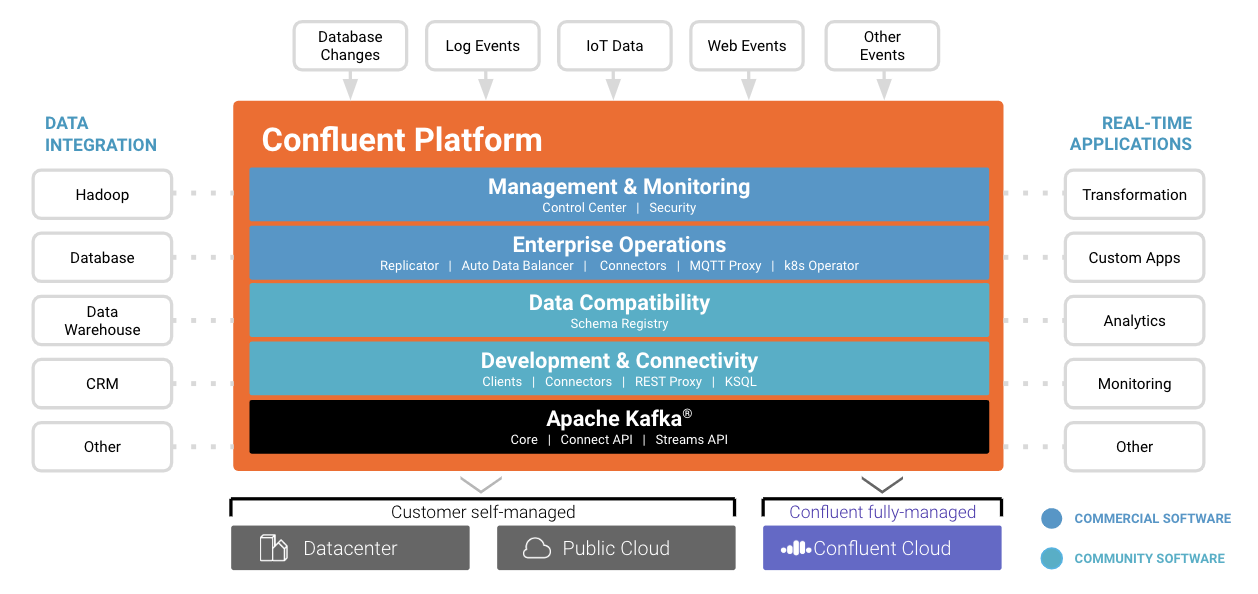 Database
Changes
Log Events
IoT Data
Web Events
Other
Events
DATA
INTEGRATION
Hadoop
Database
Data
Warehouse
CRM
Other
Confluent Platform
Management & Monitoring
Control Center | Security
Enterprise Operations
Replicator | Auto Data Balancer | Connectors | MQTT Proxy | k8s Operator
Data Compatibility
Schema Registry
Development & Connectivity
Clients | Connectors | REST Proxy | KSQL
Apache Kafka®
Core | Connect API | Streams API
REAL-TIME
APPLICATIONS
Transformation
Custom Apps
Analytics
Monitoring
Other
Customer self-managed
Datacenter
Public Cloud
Confluent fully-managed
Confluent Cloud
COMMERCIAL SOFTWARE
COMMUNITY SOFTWARE